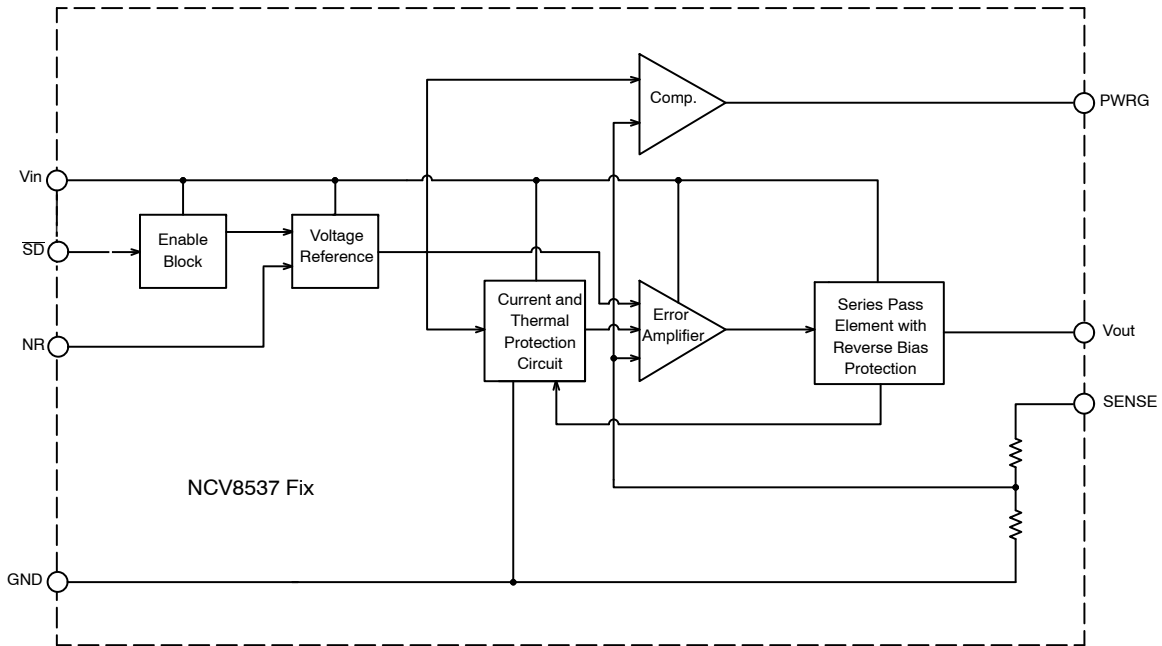 Comp.
PWRG
Vin
Enable
Block
Voltage
Reference
SD
Current and
Thermal
Protection
Circuit
Error
Amplifier
Series Pass
Element with
Reverse Bias
Protection
NR
Vout
SENSE
NCV8537 Fix
GND